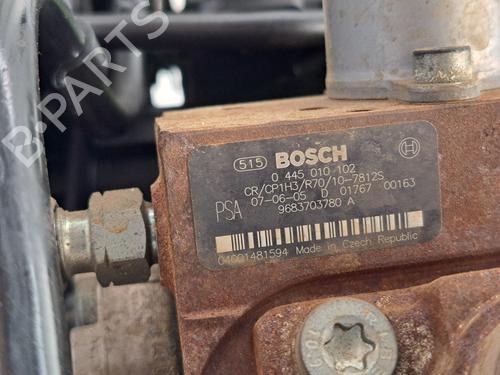 B-Parts
515 BOSCH
0 445 010 102
CR/CP1H3/R70/10-7812S
PSA 07-06-05 D 01767 00163
9683703780 A
04001481594 Made in Czech Republic